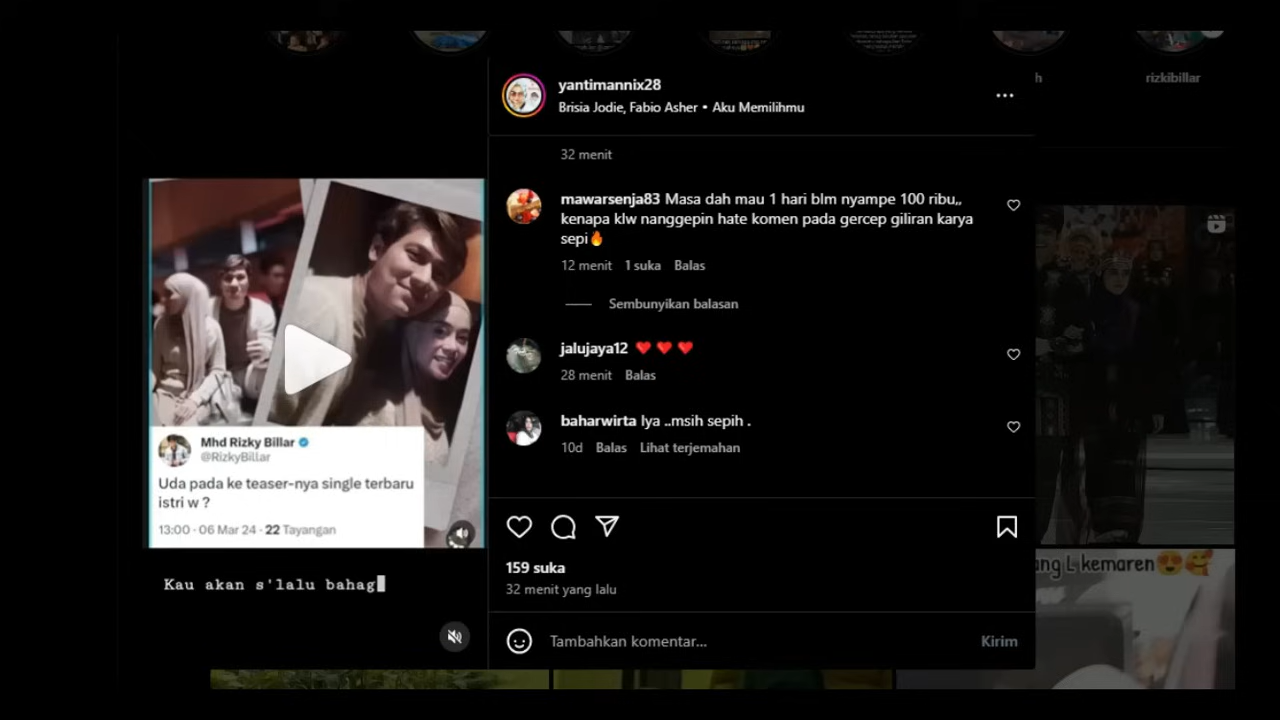 rizkibillar
yantimannix28
Brisia Jodie, Fabio Asher • Aku Memilihmu
32 menit
mawarsenja83 Masa dah mau 1 hari blm nyampe 100 ribu,,
kenapa klw nanggepin hate komen pada gercep giliran karya
sepi🔥
12 menit 1 suka Balas
Sembunyikan balasan
jalujaya12 ❤️ ❤️ ❤️
28 menit Balas
baharwirta Iya ..msih sepih .
10d Balas Lihat terjemahan
159 suka
32 menit yang lalu
Tambahkan komentar... Kirim
Mhd Rizky Billar
@RizkyBillar
Uda pada ke teaser-nya single terbaru
istri w ?
13:00 · 06 Mar 24 · 22 Tayangan
Kau akan s'lalu bahag
L kemaren😍🥰